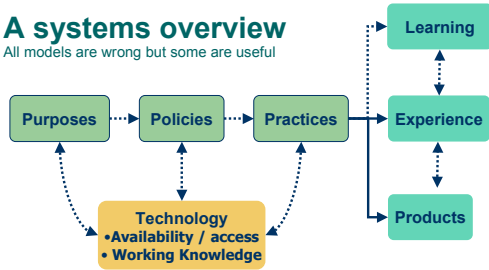 A systems overview
All models are wrong but some are useful
Learning
Purposes
Policies
Practices
Experience
Technology
•Availability / access
• Working Knowledge
Products